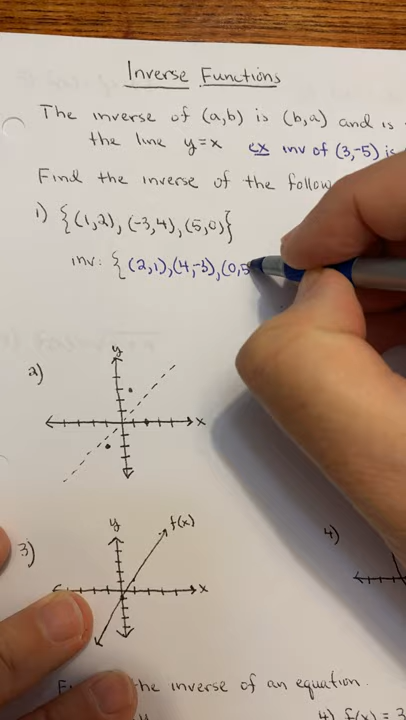 Inverse Functions
The inverse of (a,b) is (b,a) and is
the line y=x ex inv of (3,-5) is
Find the inverse of the
1) {(1,2), (-3,4), (5,0)}
inv: { (2,1), (4,-3), (0,5
2) y
x
3) y f(x)
x
4)
the inverse of an equation.
4) f(x) =